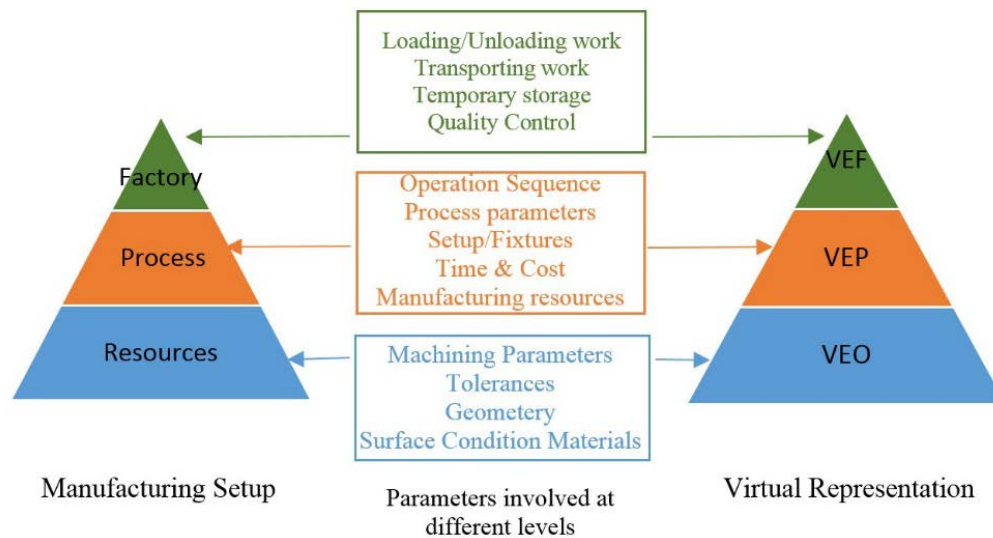 Loading/Unloading work
Transporting work
Temporary storage
Quality Control
Factory
VEF
Operation Sequence
Process parameters
Setup/Fixtures
Time & Cost
Manufacturing resources
Process
VEP
Machining Parameters
Tolerances
Geometery
Surface Condition Materials
Resources
VEO
Manufacturing Setup
Parameters involved at
different levels
Virtual Representation